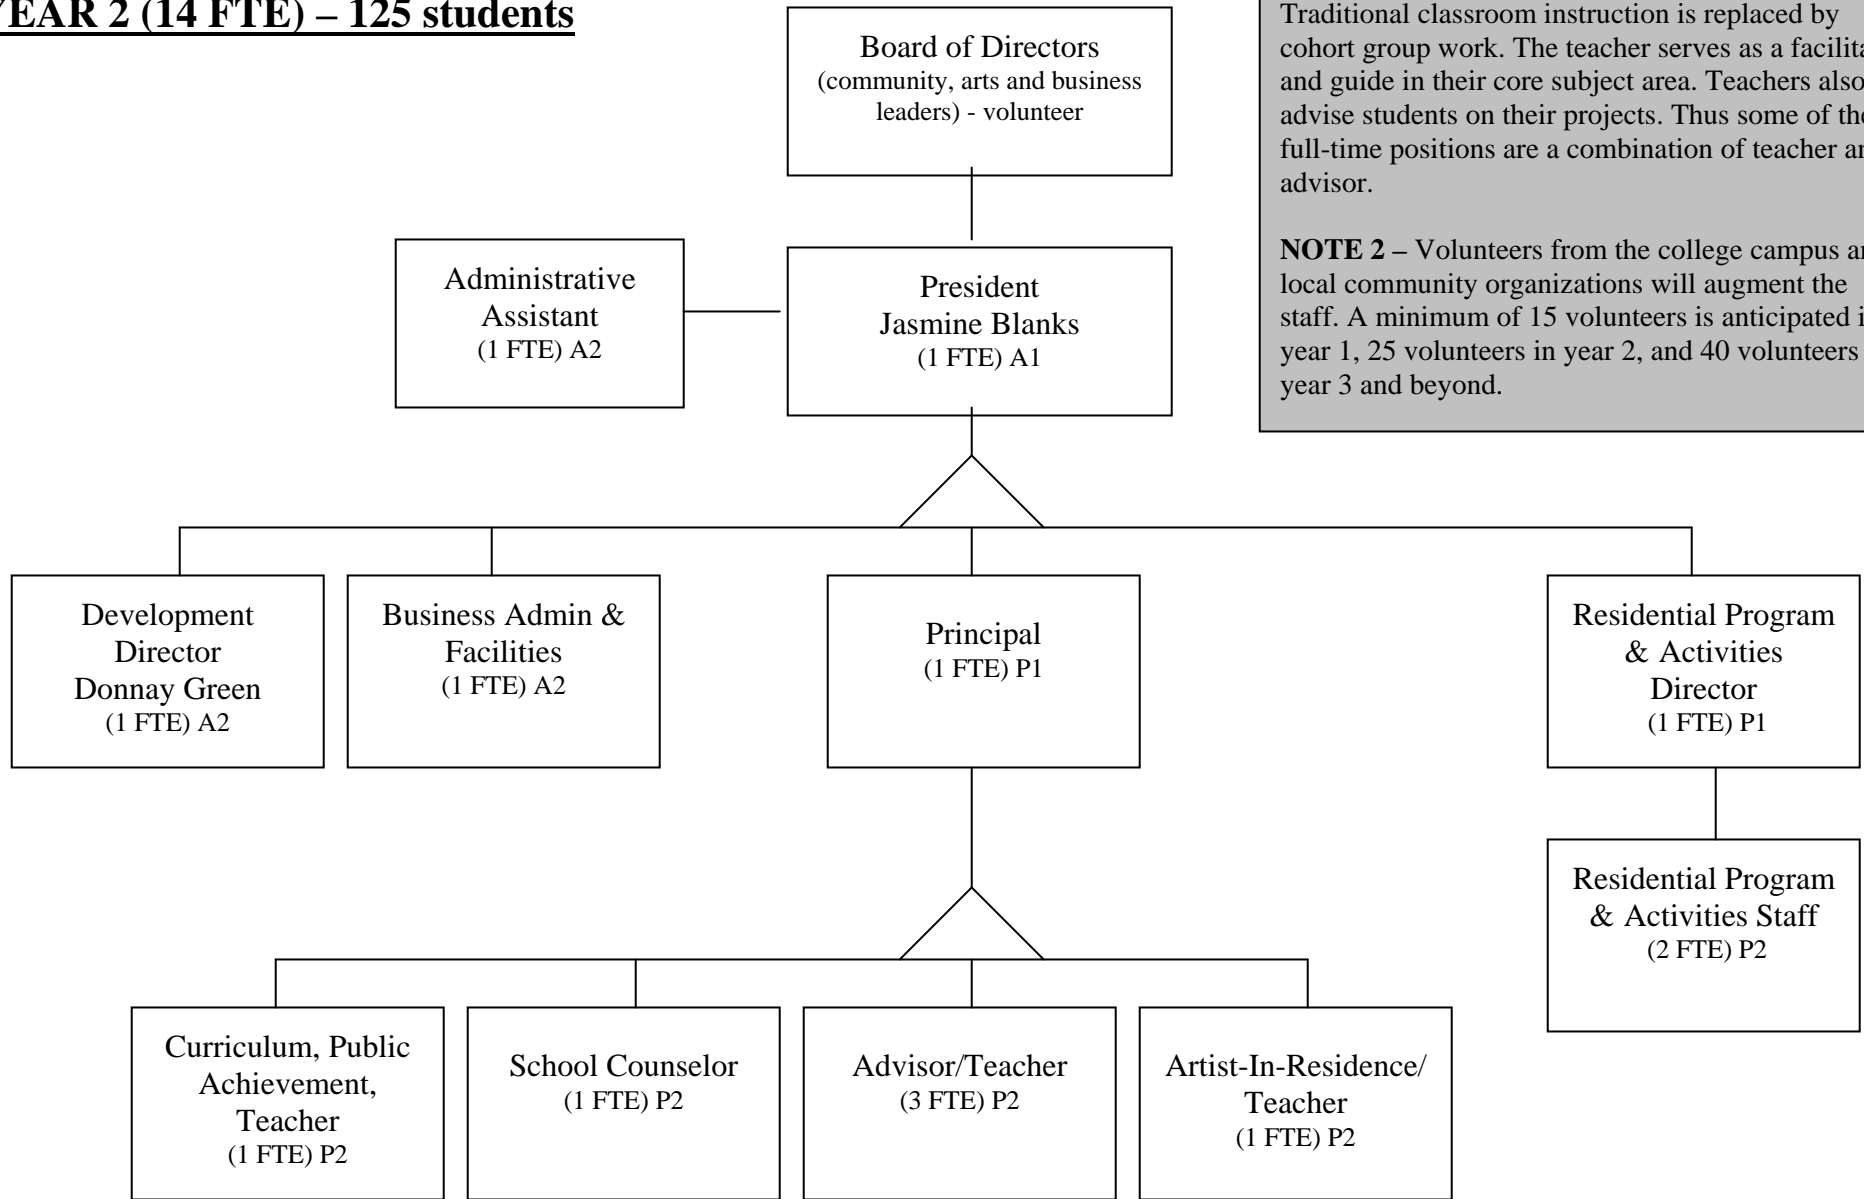 YEAR 2 (14 FTE) – 125 students
Board of Directors
(community, arts and business
leaders) - volunteer
Traditional classroom instruction is replaced by
cohort group work. The teacher serves as a
and guide in their core subject area. Teachers also
advise students on their projects. Thus some of
full-time positions are a combination of teacher
advisor.
NOTE 2 – Volunteers from the college campus
local community organizations will augment the
staff. A minimum of 15 volunteers is anticipated
year 1, 25 volunteers in year 2, and 40 volunteers
year 3 and beyond.
Administrative
Assistant
(1 FTE) A2
President
Jasmine Blanks
(1 FTE) A1
Development
Director
Donnay Green
(1 FTE) A2
Business Admin &
Facilities
(1 FTE) A2
Principal
(1 FTE) P1
Residential Program
& Activities
Director
(1 FTE) P1
Residential Program
& Activities Staff
(2 FTE) P2
Curriculum, Public
Achievement,
Teacher
(1 FTE) P2
School Counselor
(1 FTE) P2
Advisor/Teacher
(3 FTE) P2
Artist-In-Residence/
Teacher
(1 FTE) P2